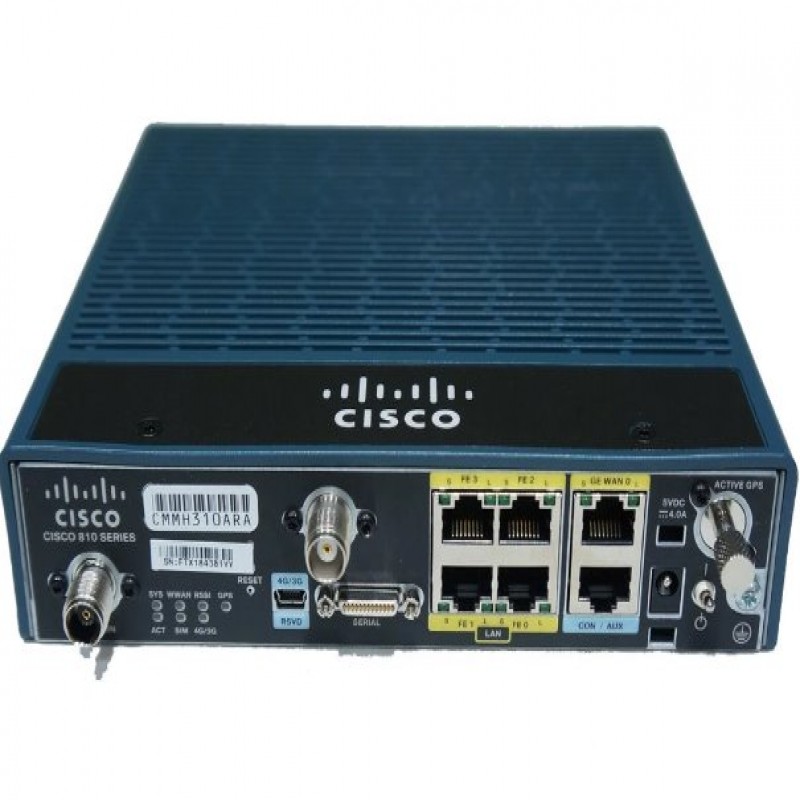 CISCO
CISCO
CISCO 810 SERIES
CMMH310ARA
SN:FTX184381VV
RESET
SYS WWAN RSSI GPS
ACT SIM 4G/3G
4G/3G
RSVD
SERIAL
S FE 3 L S FE 2 L
S FE 1 L S FE 0 L
LAN
S GE WAN 0 L
CON / AUX
5VDC
4.0A
ACTIVE GPS